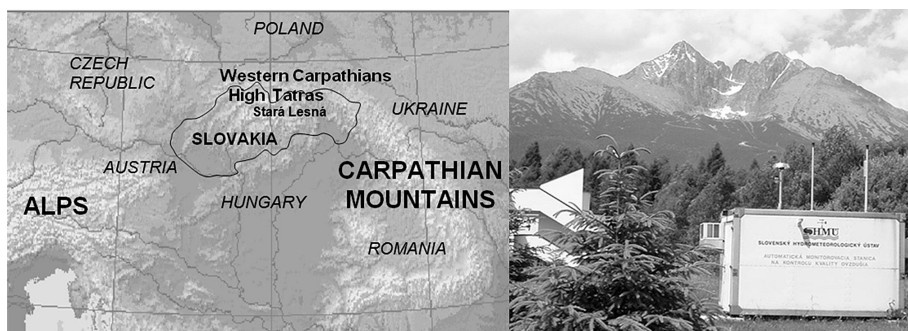 POLAND
CZECH
REPUBLIC
Western Carpathians
High Tatras
Stará Lesná
UKRAINE
SLOVAKIA
AUSTRIA
CARPATHIAN
MOUNTAINS
ALPS
HUNGARY
ROMANIA
SHMÚ
SLOVENSKÝ HYDROMETEOROLOGICKÝ ÚSTAV
AUTOMATICKÁ MONITOROVACIA STANICA
NA KONTROLU KVALITY OVZDUŠIA